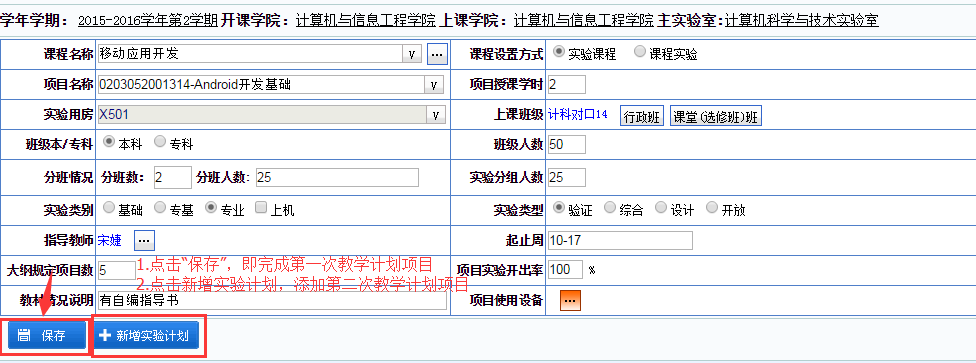 学年学期：2015-2016学年第2学期 开课学院：计算机与信息工程学院 上课学院：计算机与信息工程学院 主实验室:计算机科学与技术实验室
课程名称 移动应用开发 v ... 课程设置方式 实验课程 课程实验
项目名称 0203052001314-Android开发基础 v 项目授课学时 2
实验用房 X501 v 上课班级 计科对口14 行政班 课堂(选修班)班
班级本/专科 本科 专科 班级人数 50
分班情况 分班数： 2 分班人数: 25 实验分组人数 25
实验类别 基础 专基 专业 上机 实验类型 验证 综合 设计 开放
指导教师 宋婕 ... 起止周 10-17
大纲规定项目数 5 1.点击“保存”，即完成第一次教学计划项目 项目实验开出率 100 %
2.点击新增实验计划，添加第二次教学计划项目
教材情况说明 有自编指导书 项目使用设备 ...
保存 新增实验计划